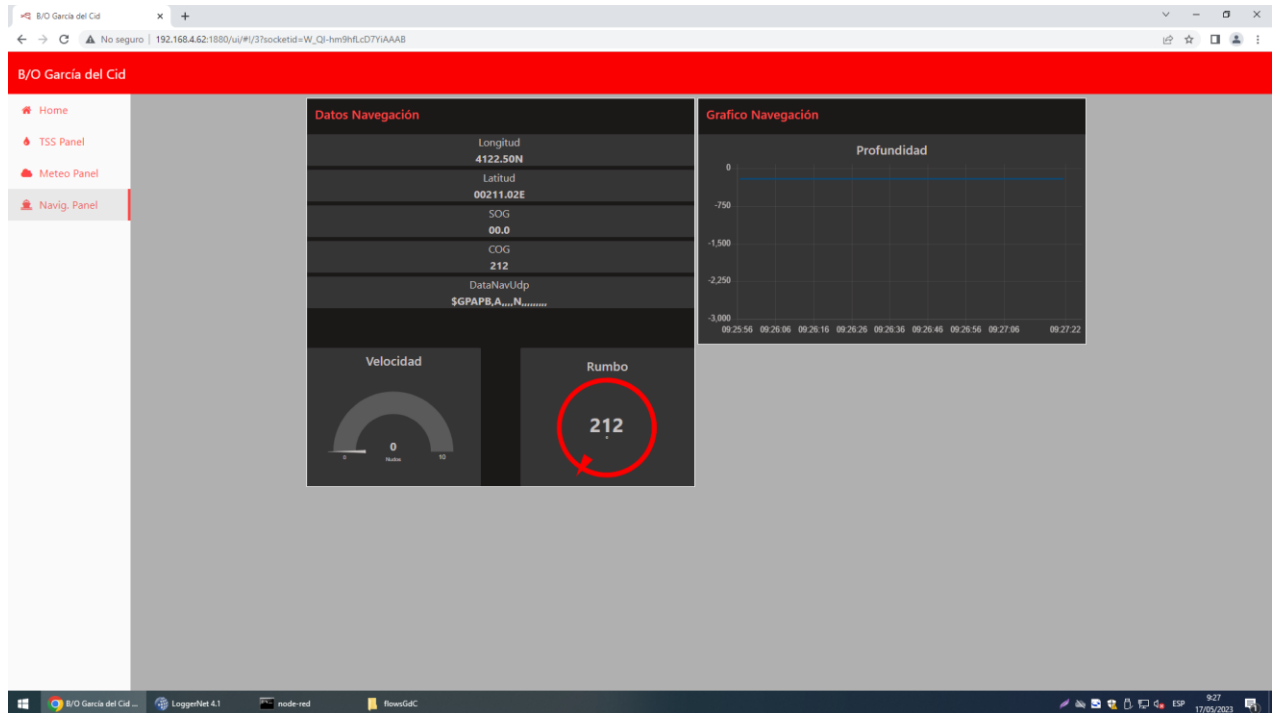 B/O García del Cid
No seguro
192.168.4.62:1880/ui/#!/3?socketid=W_QI-hm9hfLcD7YiAAAB
B/O García del Cid
Home
TSS Panel
Meteo Panel
Navig. Panel
Datos Navegación
Longitud
4122.50N
Latitud
00211.02E
SOG
00.0
COG
212
DataNavUdp
$GPAPB,A,,,,N,,,,,,,,,
Velocidad
0
Nudos
0
10
Rumbo
212
Grafico Navegación
Profundidad
0
-750
-1,500
-2,250
-3,000
09:25:56 09:26:06 09:26:16 09:26:26 09:26:36 09:26:46 09:26:56 09:27:06 09:27:22
B/O García del Cid ...
LoggerNet 4.1
node-red
flowsGdC
ESP
9:27
17/05/2023